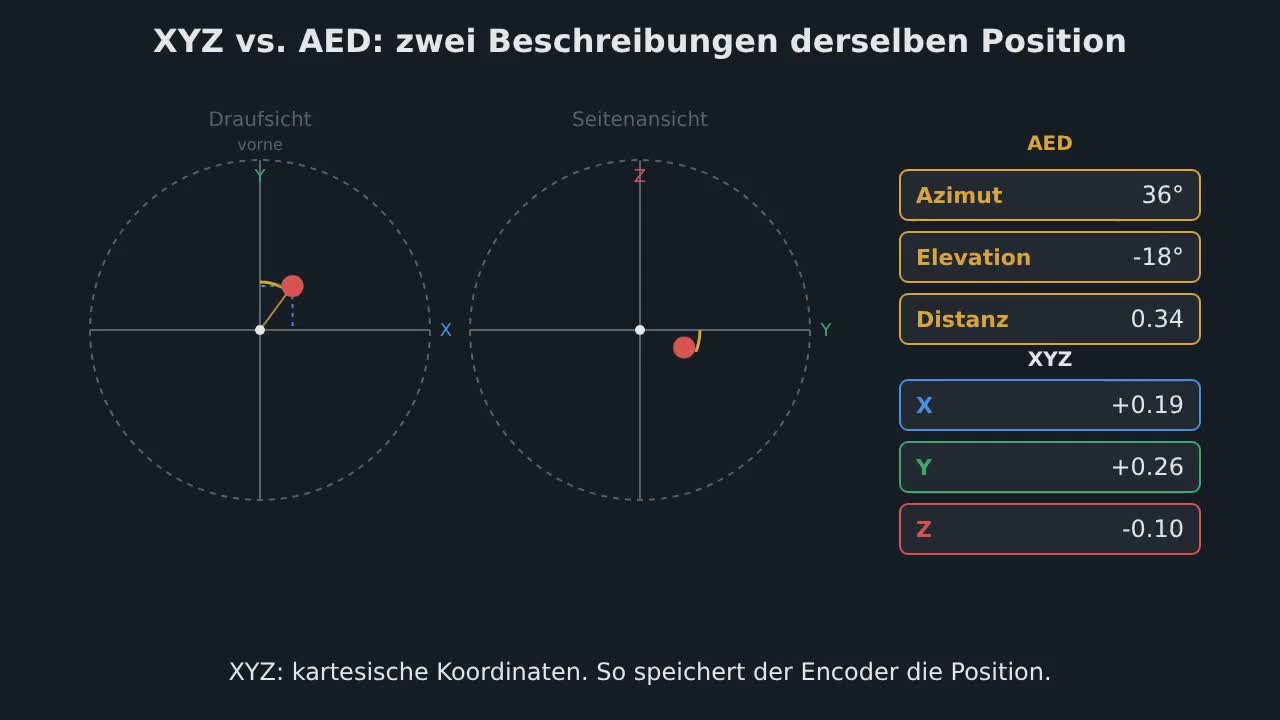 XYZ vs. AED: zwei Beschreibungen derselben Position
Draufsicht
vorne
Y
X
Seitenansicht
Z
Y
AED
Azimut 36°
Elevation -18°
Distanz 0.34
XYZ
X +0.19
Y +0.26
Z -0.10
XYZ: kartesische Koordinaten. So speichert der Encoder die Position.